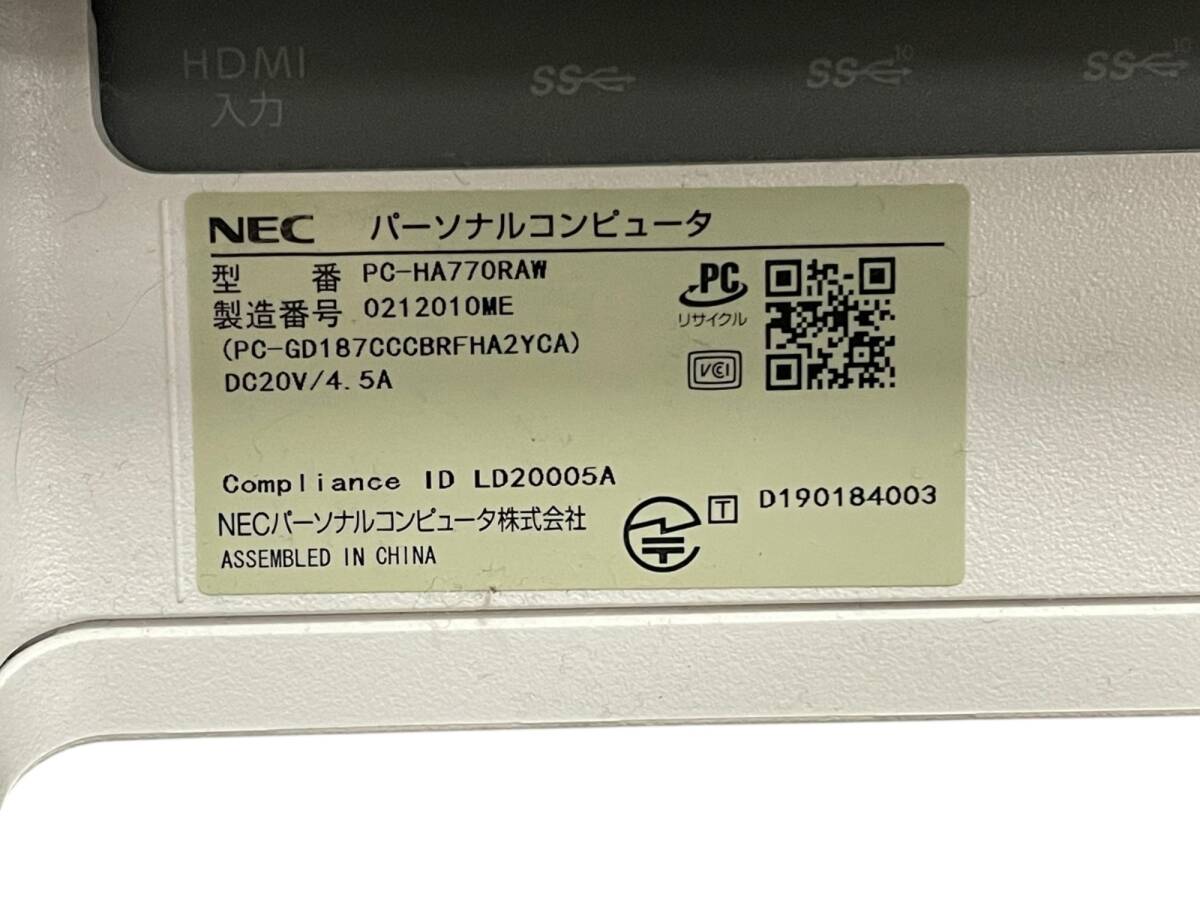 HDMI
入力
SS
SS 10
SS 10
NEC パーソナルコンピュータ
型 番 PC-HA770RAW
製造番号 0212010ME
(PC-GD187CCCBRFHA2YCA)
DC20V/4.5A
PC
リサイクル
VCCI
Compliance ID LD20005A
NECパーソナルコンピュータ株式会社
ASSEMBLED IN CHINA
T D190184003